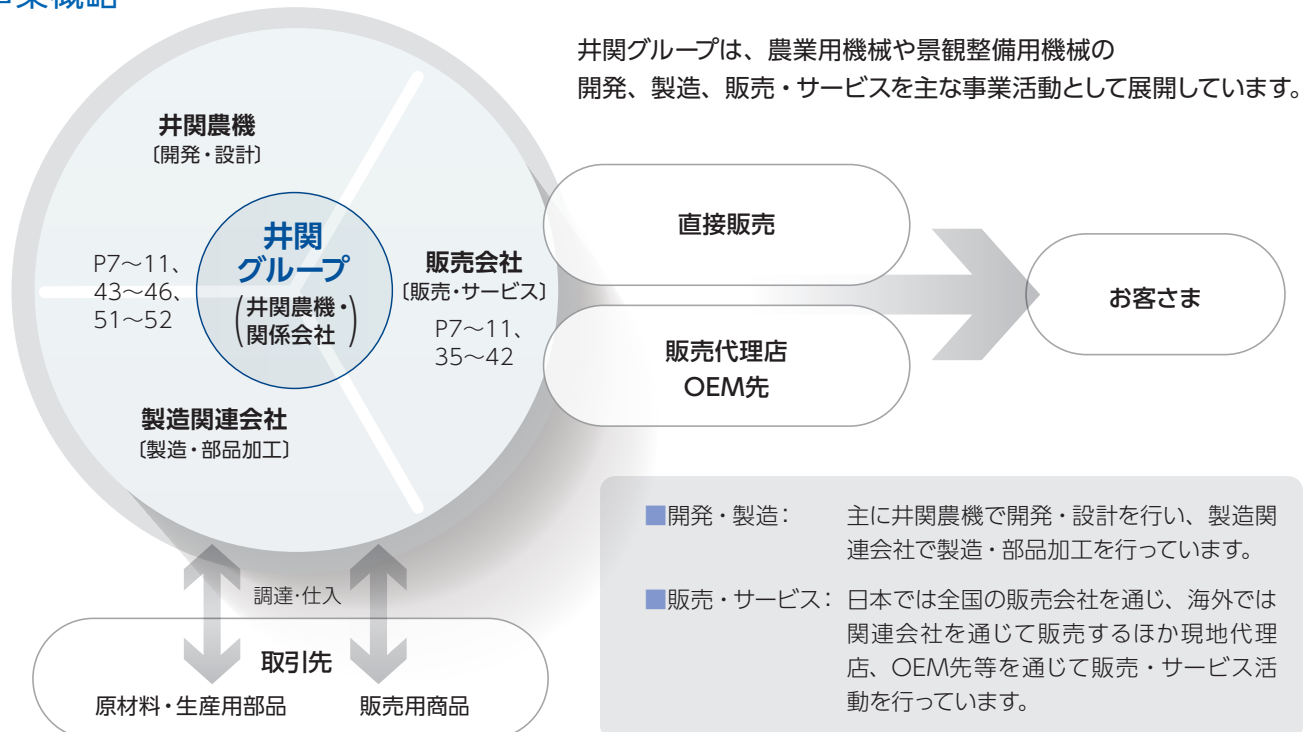 事業概略
井関グループは、農業用機械や景観整備用機械の
開発、製造、販売・サービスを主な事業活動として展開しています。
井関農機
〔開発・設計〕
P7～11、
43～46、
51～52
井関
グループ
(井関農機・
関係会社)
販売会社
〔販売・サービス〕
P7～11、
35～42
製造関連会社
〔製造・部品加工〕
直接販売
販売代理店
OEM先
お客さま
調達・仕入
取引先
原材料・生産用部品
販売用商品
■開発・製造： 主に井関農機で開発・設計を行い、製造関
連会社で製造・部品加工を行っています。
■販売・サービス： 日本では全国の販売会社を通じ、海外では
関連会社を通じて販売するほか現地代理
店、OEM先等を通じて販売・サービス活
動を行っています。